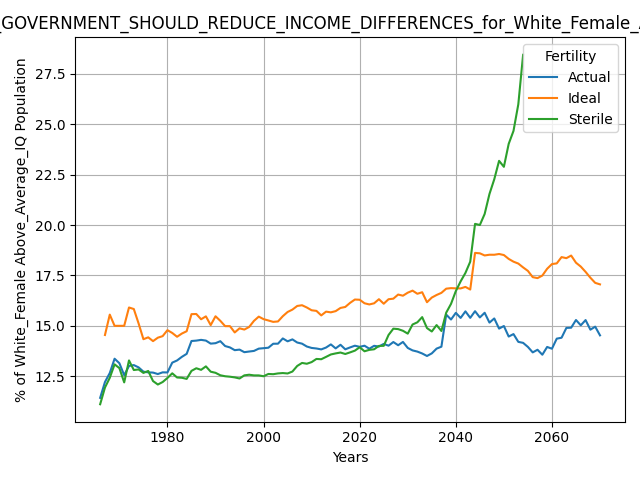 _GOVERNMENT_SHOULD_REDUCE_INCOME_DIFFERENCES_for_White_Female_
Fertility
Actual
Ideal
Sterile
% of White_Female Above_Average_IQ Population
27.5
25.0
22.5
20.0
17.5
15.0
12.5
1980
2000
2020
2040
2060
Years